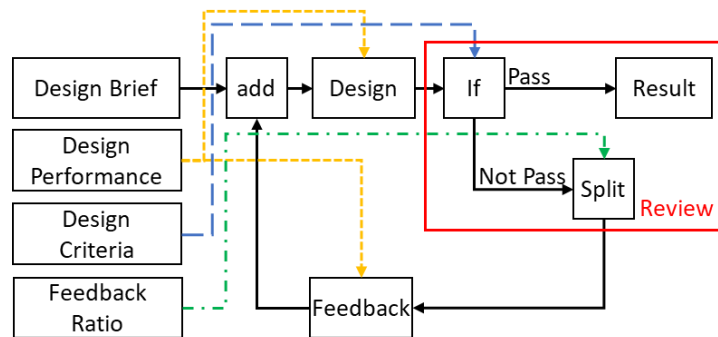 Design Brief
add
Design
If
Pass
Result
Design
Performance
Not Pass
Split
Review
Design
Criteria
Feedback
Ratio
Feedback